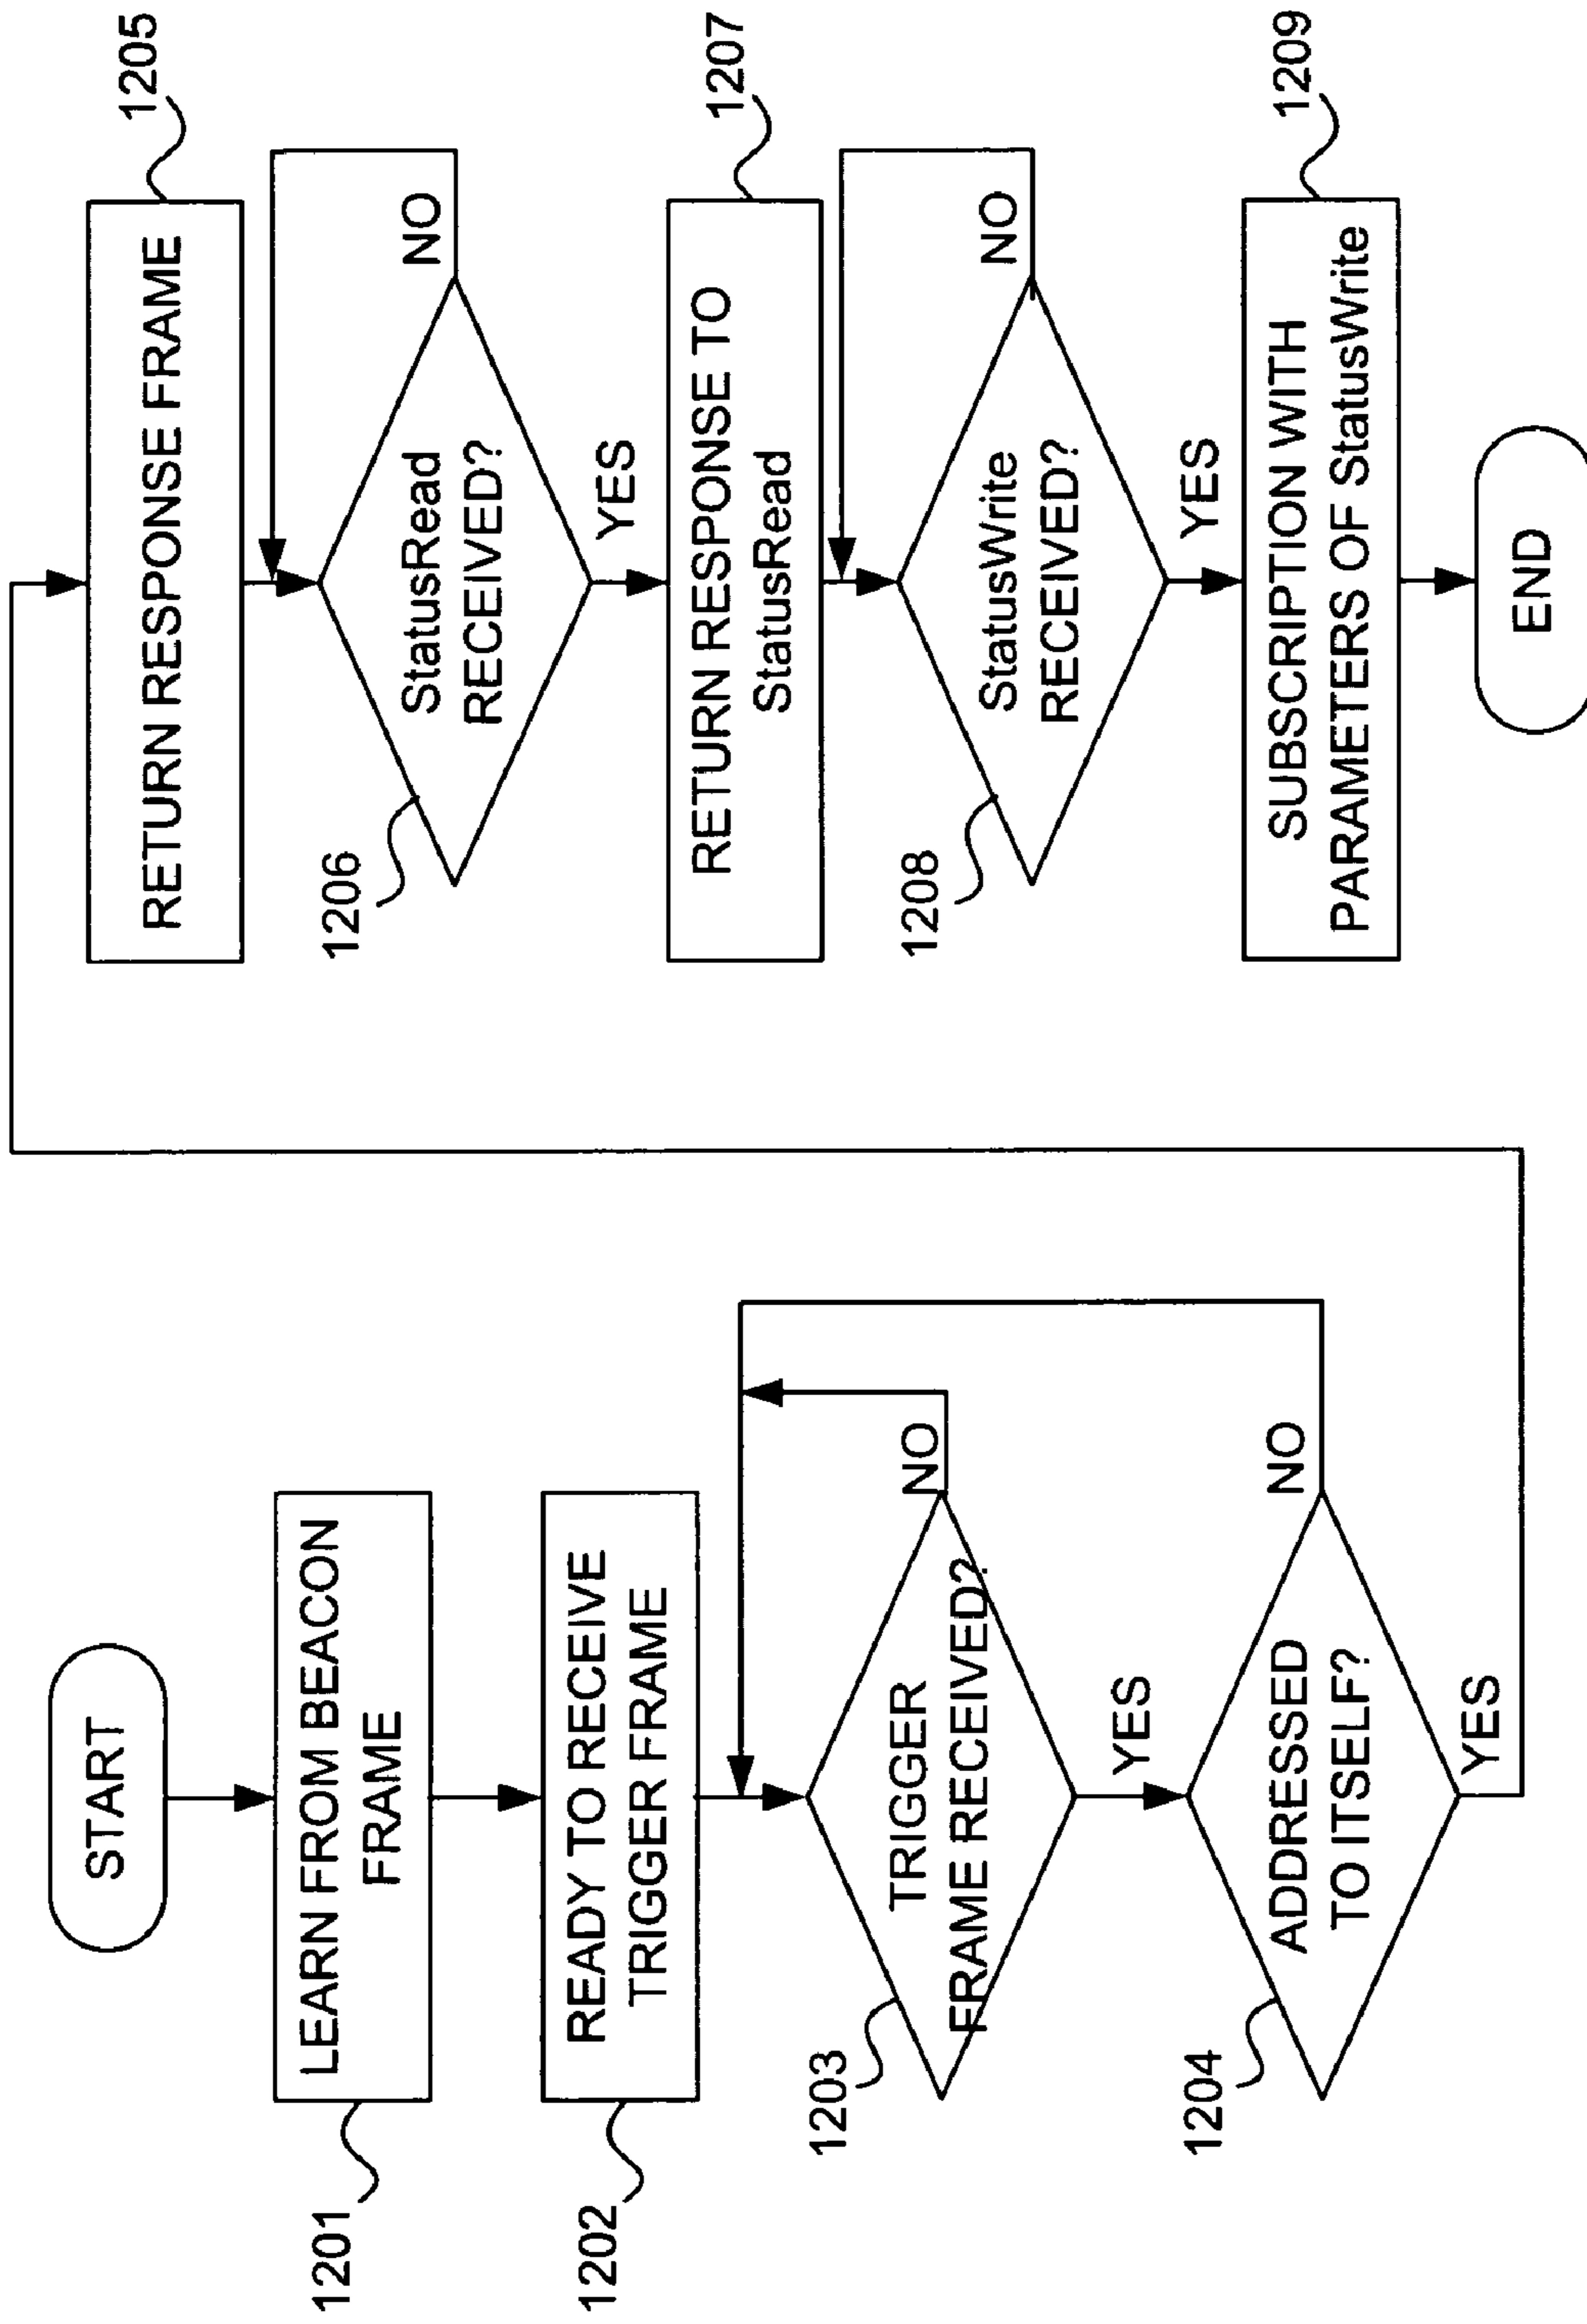 START
LEARN FROM BEACON
FRAME
1201
READY TO RECEIVE
TRIGGER FRAME
1202
TRIGGER
FRAME RECEIVED?
1203
NO
YES
ADDRESSED
TO ITSELF?
1204
NO
YES
RETURN RESPONSE FRAME
1205
StatusRead
RECEIVED?
1206
NO
YES
RETURN RESPONSE TO
StatusRead
1207
StatusWrite
RECEIVED?
1208
NO
YES
SUBSCRIPTION WITH
PARAMETERS OF StatusWrite
1209
END